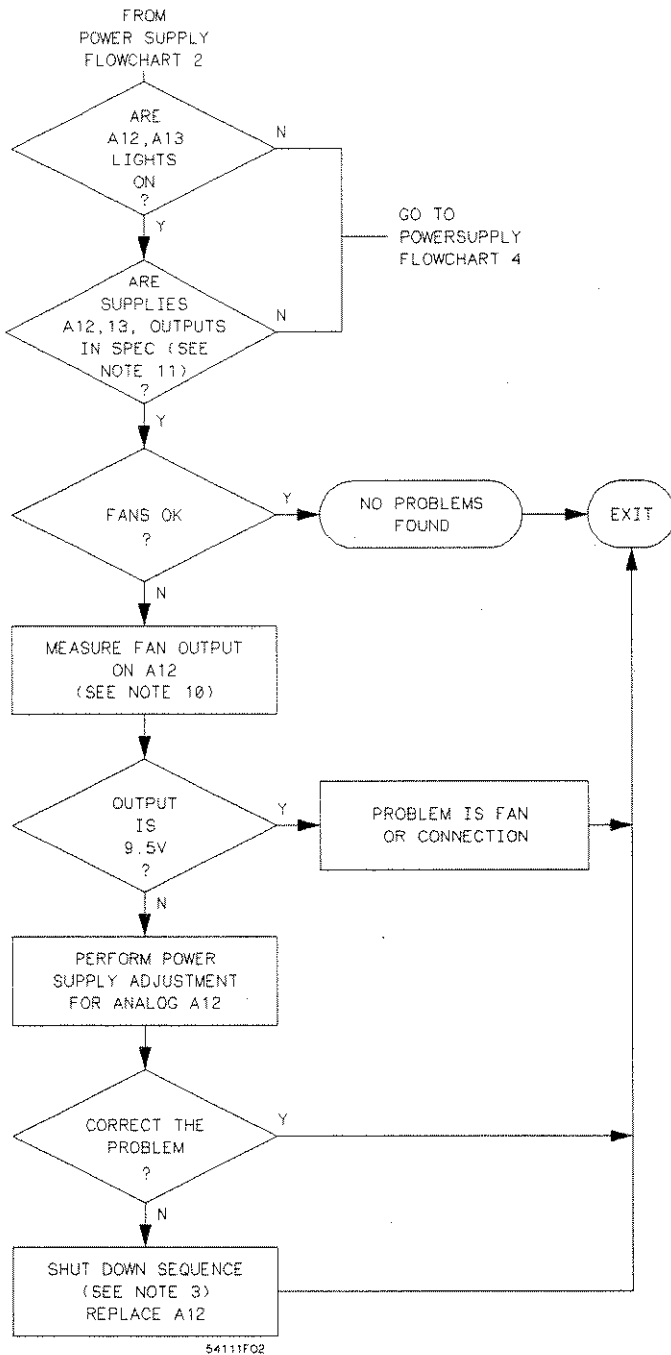 FROM
POWER SUPPLY
FLOWCHART 2
ARE
A12,A13
LIGHTS
ON
?
N
Y
GO TO
POWERSUPPLY
FLOWCHART 4
ARE
SUPPLIES
A12,13, OUTPUTS
IN SPEC (SEE
NOTE 11)
?
N
Y
FANS OK
?
Y
NO PROBLEMS
FOUND
EXIT
N
MEASURE FAN OUTPUT
ON A12
(SEE NOTE 10)
OUTPUT
IS
9.5V
?
Y
PROBLEM IS FAN
OR CONNECTION
N
PERFORM POWER
SUPPLY ADJUSTMENT
FOR ANALOG A12
CORRECT THE
PROBLEM
?
Y
N
SHUT DOWN SEQUENCE
(SEE NOTE 3)
REPLACE A12
54111F02